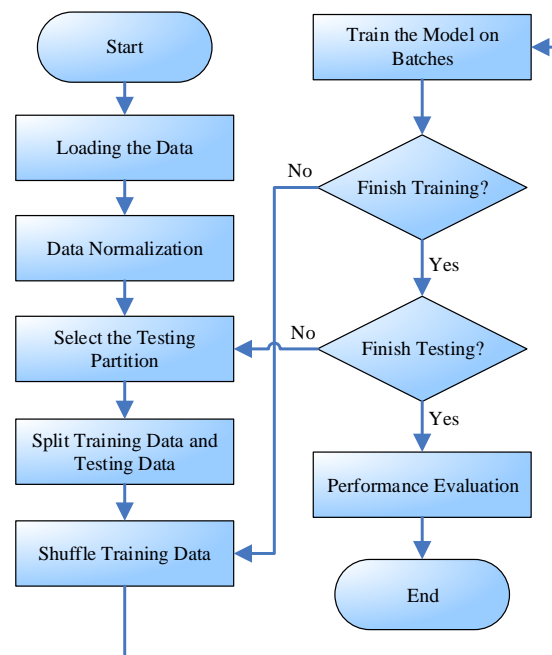 Start
Loading the Data
Data Normalization
Select the Testing
Partition
Split Training Data and
Testing Data
Shuffle Training Data
Train the Model on
Batches
No
Finish Training?
Yes
No
Finish Testing?
Yes
Performance Evaluation
End